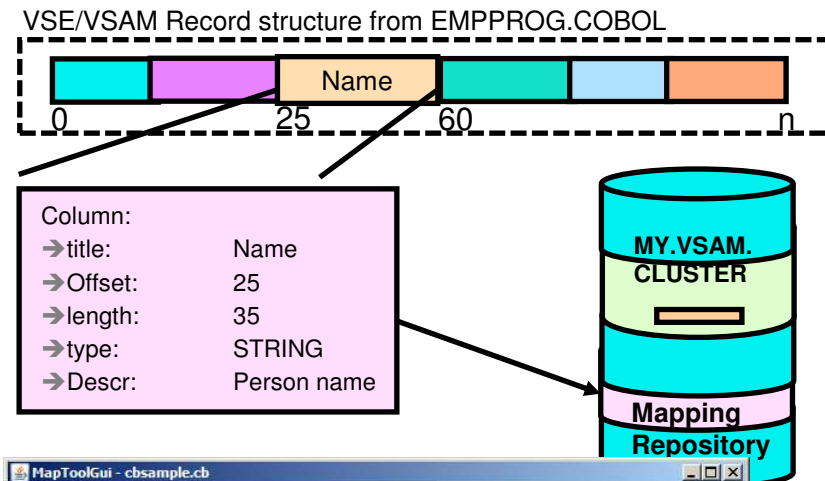 VSE/VSAM Record structure from EMPPROG.COBOL
Name
0 25 60 n
Column:
➔title: Name
➔Offset: 25
➔length: 35
➔type: STRING
➔Descr: Person name
MY.VSAM.
CLUSTER
Mapping
Repository
MapToolGui - cbsample.cb